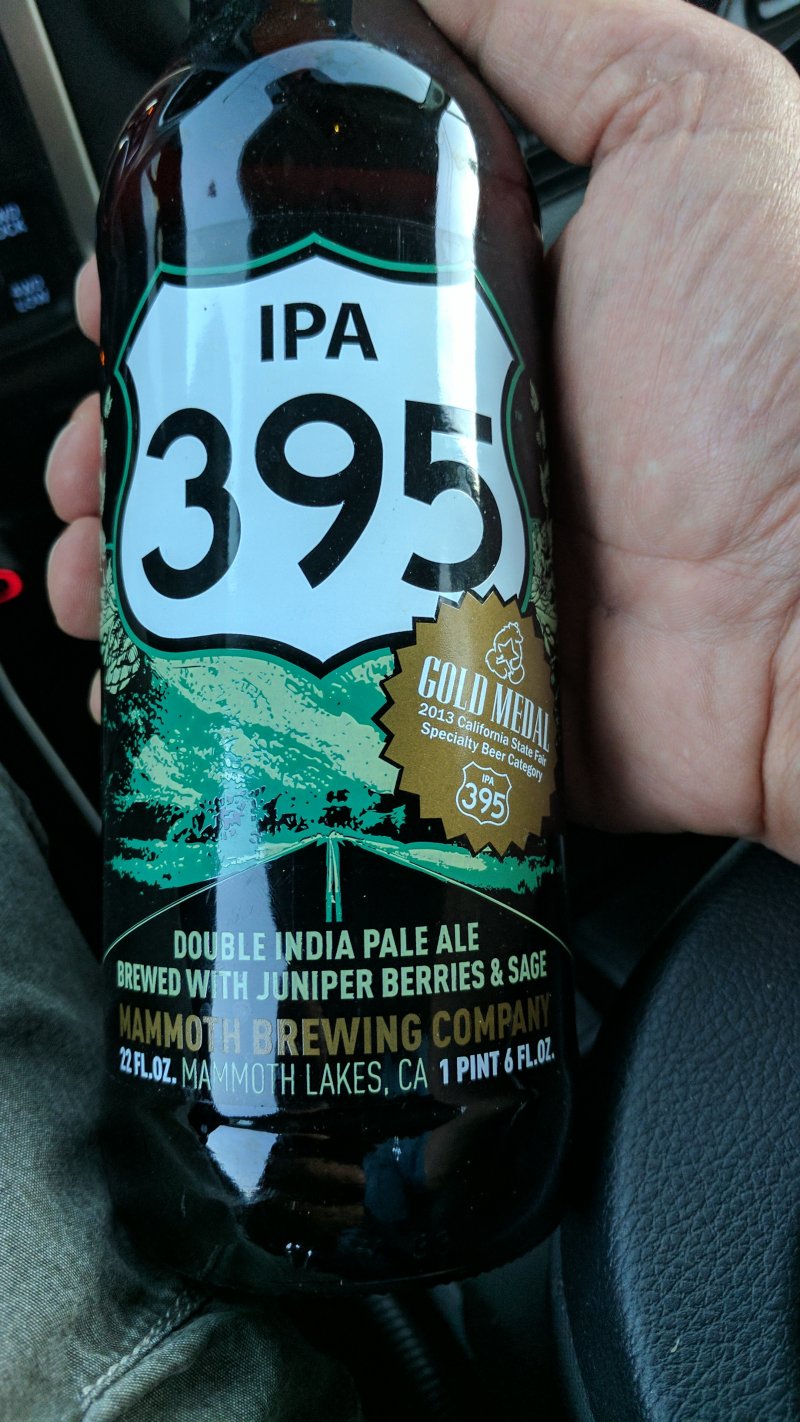 IPA
395
GOLD MEDAL
2013 California State Fair
Specialty Beer Category
IPA
395
DOUBLE INDIA PALE ALE
BREWED WITH JUNIPER BERRIES & SAGE
MAMMOTH BREWING COMPANY
22 FL.OZ. MAMMOTH LAKES, CA 1 PINT 6 FL.OZ.